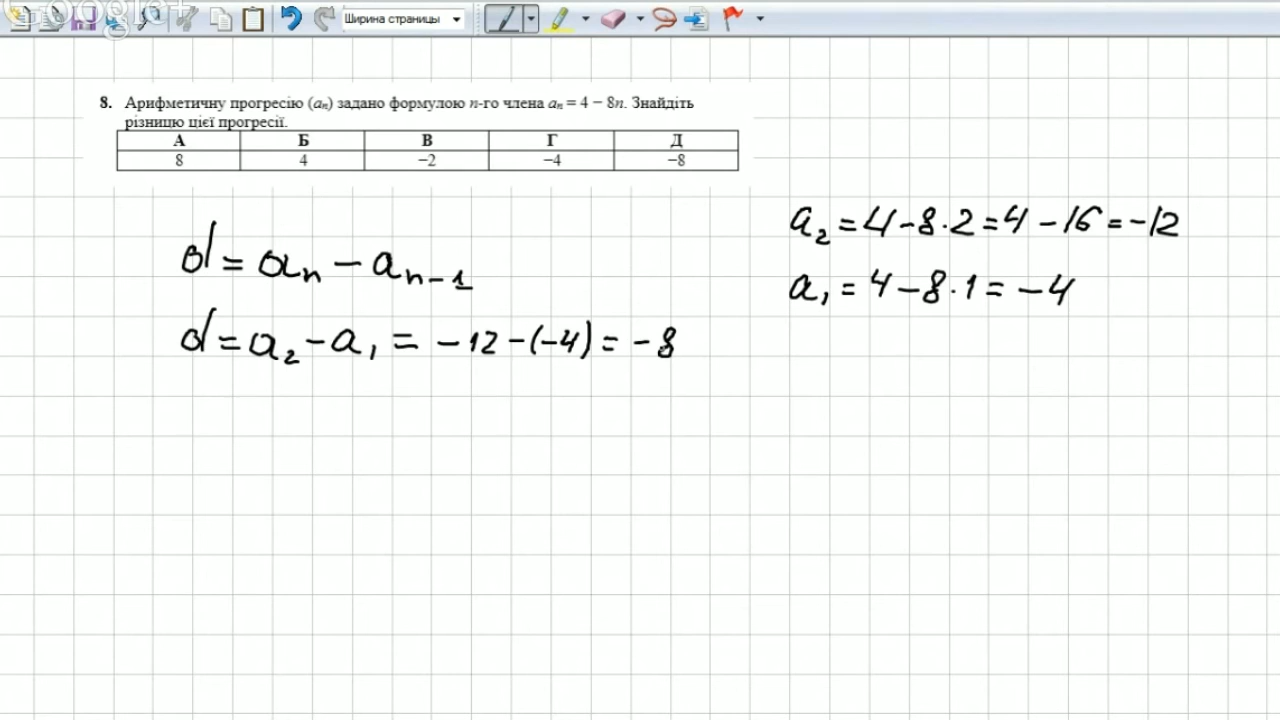 Google+
Ширина страницы
8. Арифметичну прогресію (aₙ) задано формулою n-го члена aₙ = 4 − 8n. Знайдіть
різницю цієї прогресії.
А Б В Г Д
8 4 −2 −4 −8
d = aₙ − aₙ₋₁
d = a₂ − a₁ = −12 − (−4) = −8
a₂ = 4 − 8 · 2 = 4 − 16 = −12
a₁ = 4 − 8 · 1 = −4